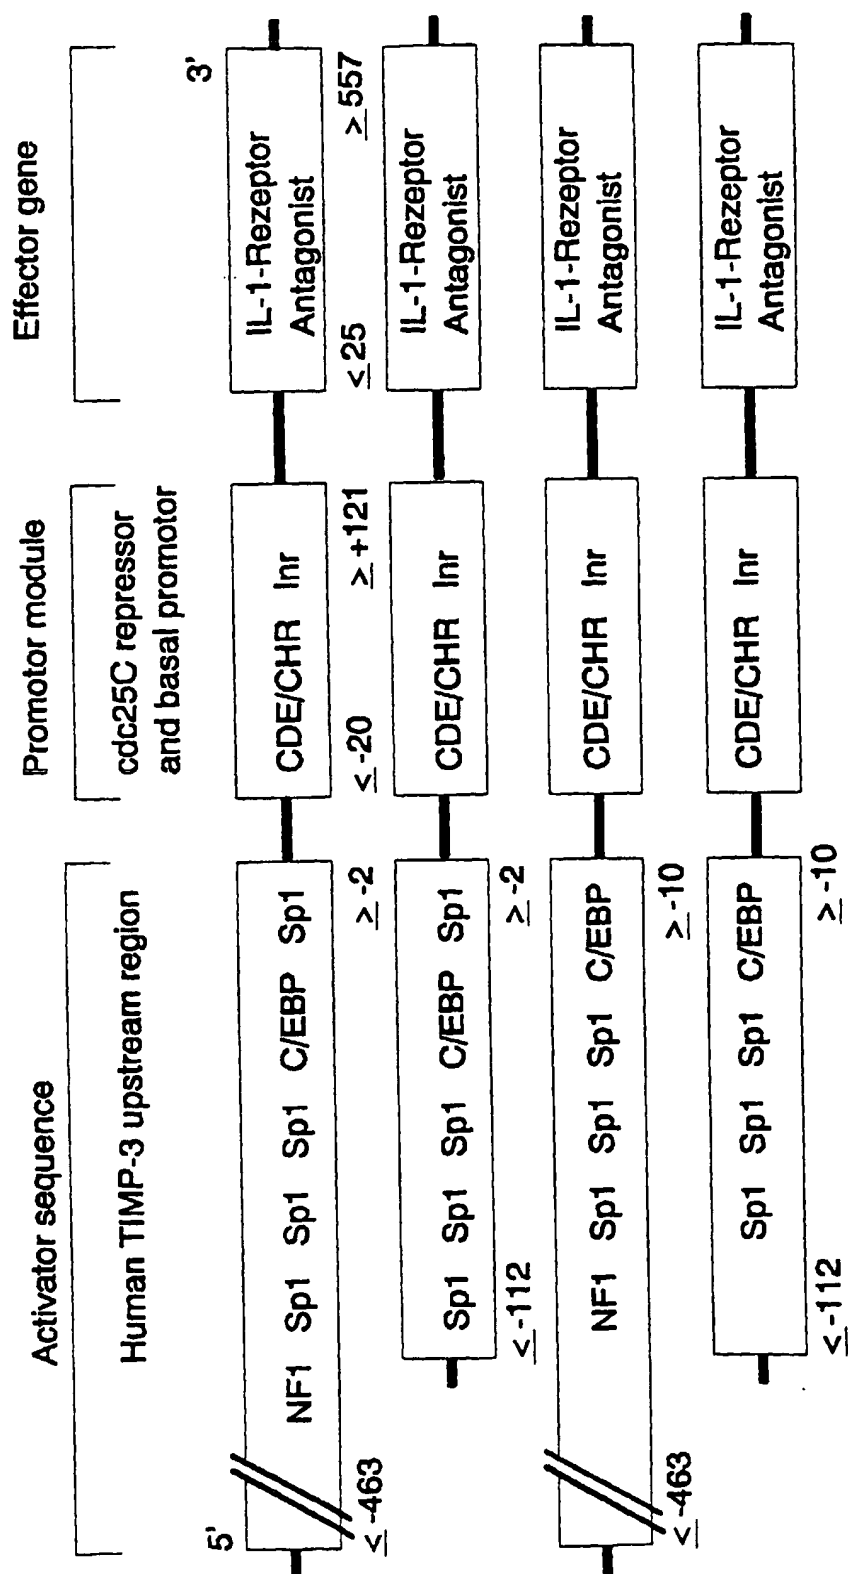 Activator sequence
Promotor module
Effector gene
Human TIMP-3 upstream region
cdc25C repressor
and basal promotor
5'
3'
NF1 Sp1 Sp1 Sp1 C/EBP Sp1
CDE/CHR Inr
IL-1-Rezeptor
Antagonist
≤ -463
≥ -2
≤ -20
≥ +121
≤ 25
≥ 557
Sp1 Sp1 Sp1 C/EBP Sp1
CDE/CHR Inr
IL-1-Rezeptor
Antagonist
≤ -112
≥ -2
NF1 Sp1 Sp1 Sp1 C/EBP
CDE/CHR Inr
IL-1-Rezeptor
Antagonist
≤ -463
≥ -10
Sp1 Sp1 Sp1 C/EBP
CDE/CHR Inr
IL-1-Rezeptor
Antagonist
≤ -112
≥ -10